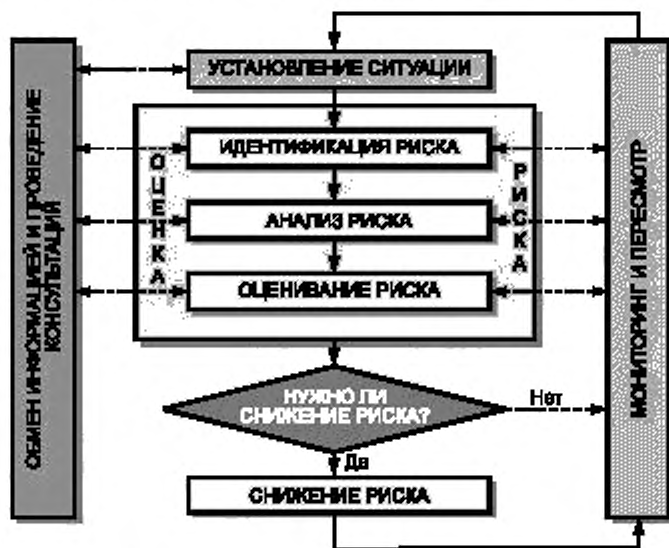 УСТАНОВЛЕНИЕ СИТУАЦИИ
ОБМЕН ИНФОРМАЦИЕЙ И ПРОВЕДЕНИЕ
КОНСУЛЬТАЦИЙ
ОЦЕНКА
ИДЕНТИФИКАЦИЯ РИСКА
АНАЛИЗ РИСКА
ОЦЕНИВАНИЕ РИСКА
РИСКА
МОНИТОРИНГ И ПЕРЕСМОТР
НУЖНО ЛИ
СНИЖЕНИЕ РИСКА?
Нет
Да
СНИЖЕНИЕ РИСКА